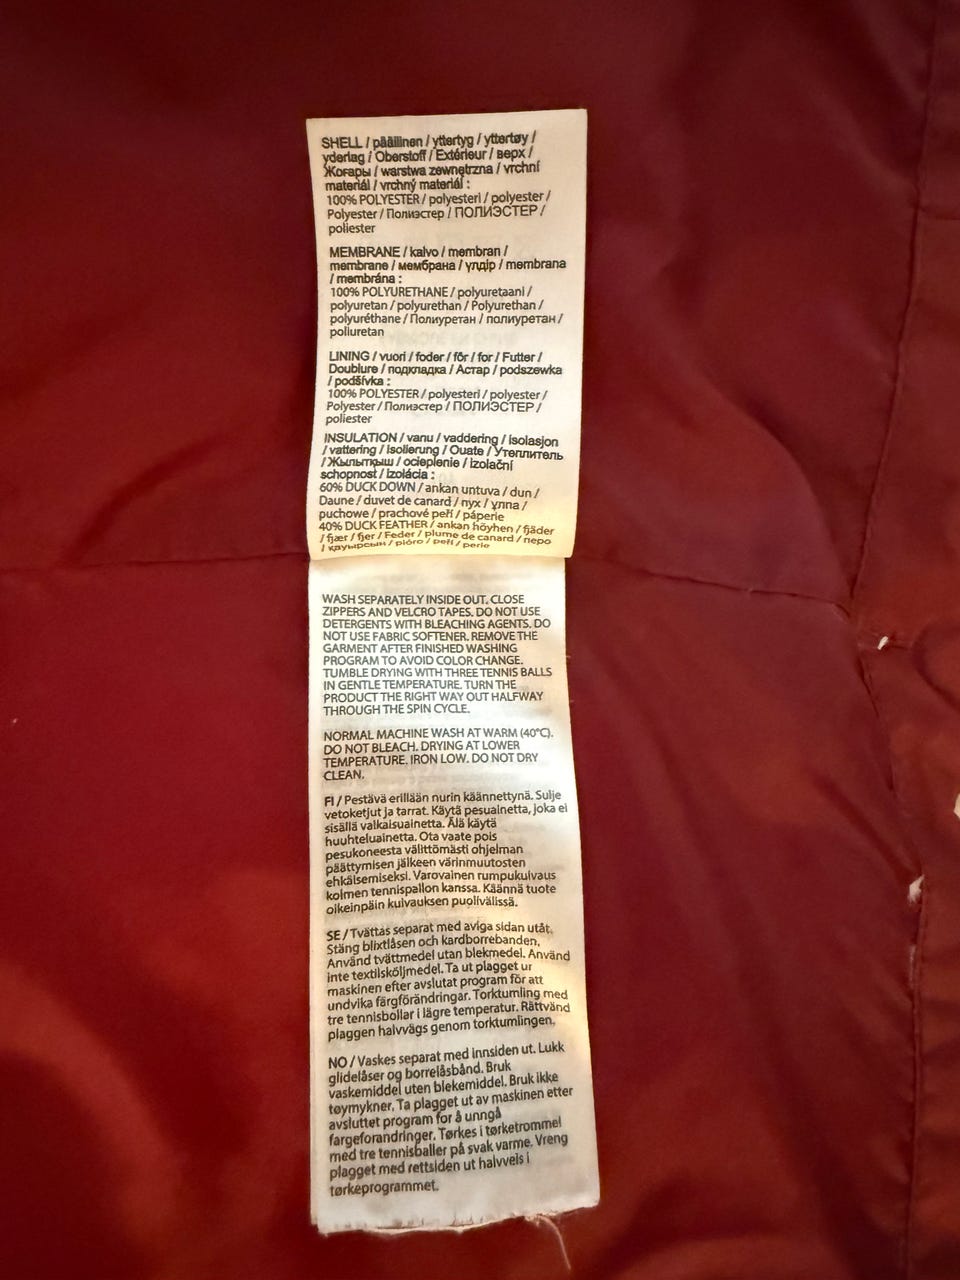 SHELL / päällinen / yttertyg / yttertøy /
yderlag / Oberstoff / Extérieur / верх /
Жоғары / warstwa zewnętrzna / vrchní
materiál / vrchný materiál :
100% POLYESTER / polyesteri / polyester /
Polyester / Полиэстер / ПОЛИЭСТЕР /
poliester
MEMBRANE / kalvo / membran /
membrane / мембрана / үлдір / membrana
/ membrána :
100% POLYURETHANE / polyuretaani /
polyuretan / polyurethan / Polyurethan /
polyuréthane / Полиуретан / полиуретан /
poliuretan
LINING / vuori / foder / fôr / for / Futter /
Doublure / подкладка / Астар / podszewka
/ podšívka :
100% POLYESTER / polyesteri / polyester /
Polyester / Полиэстер / ПОЛИЭСТЕР /
poliester
INSULATION / vanu / vaddering / isolasjon
/ vattering / Isolierung / Ouate / Утеплитель
/ Жылытқыш / ocieplenie / izolační
schopnost / Izolácia :
60% DUCK DOWN / ankan untuva / dun /
Daune / duvet de canard / пух / ұлпа /
puchowe / prachové peří / páperie
40% DUCK FEATHER / ankan höyhen / fjäder
/ fjær / fjer / Feder / plume de canard / перо
/ қауырсын / pióro / peří / perie
WASH SEPARATELY INSIDE OUT. CLOSE
ZIPPERS AND VELCRO TAPES. DO NOT USE
DETERGENTS WITH BLEACHING AGENTS. DO
NOT USE FABRIC SOFTENER. REMOVE THE
GARMENT AFTER FINISHED WASHING
PROGRAM TO AVOID COLOR CHANGE.
TUMBLE DRYING WITH THREE TENNIS BALLS
IN GENTLE TEMPERATURE. TURN THE
PRODUCT THE RIGHT WAY OUT HALFWAY
THROUGH THE SPIN CYCLE.
NORMAL MACHINE WASH AT WARM (40°C).
DO NOT BLEACH. DRYING AT LOWER
TEMPERATURE. IRON LOW. DO NOT DRY
CLEAN.
FI / Pestävä erillään nurin käännettynä. Sulje
vetoketjut ja tarrat. Käytä pesuainetta, joka ei
sisällä valkaisuainetta. Älä käytä
huuhteluainetta. Ota vaate pois
pesukoneesta välittömästi ohjelman
päättymisen jälkeen värinmuutosten
ehkäisemiseksi. Varovainen rumpukuivaus
kolmen tennispallon kanssa. Käännä tuote
oikeinpäin kuivauksen puolivälissä.
SE / Tvättas separat med aviga sidan utåt.
Stäng blixtlåsen och kardborrebanden.
Använd tvättmedel utan blekmedel. Använd
inte textilsköljmedel. Ta ut plagget ur
maskinen efter avslutat program för att
undvika färgförändringar. Torktumling med
tre tennisbollar i lägre temperatur. Rättvänd
plaggen halvvägs genom torktumlingen.
NO / Vaskes separat med innsiden ut. Lukk
glidelåser og borrelåsbånd. Bruk
vaskemiddel uten blekemiddel. Bruk ikke
tøymykner. Ta plagget ut av maskinen etter
avsluttet program for å unngå
fargeforandringer. Tørkes i tørketrommel
med tre tennisballer på svak varme. Vreng
plagget med rettsiden ut halvveis i
tørkeprogrammet.